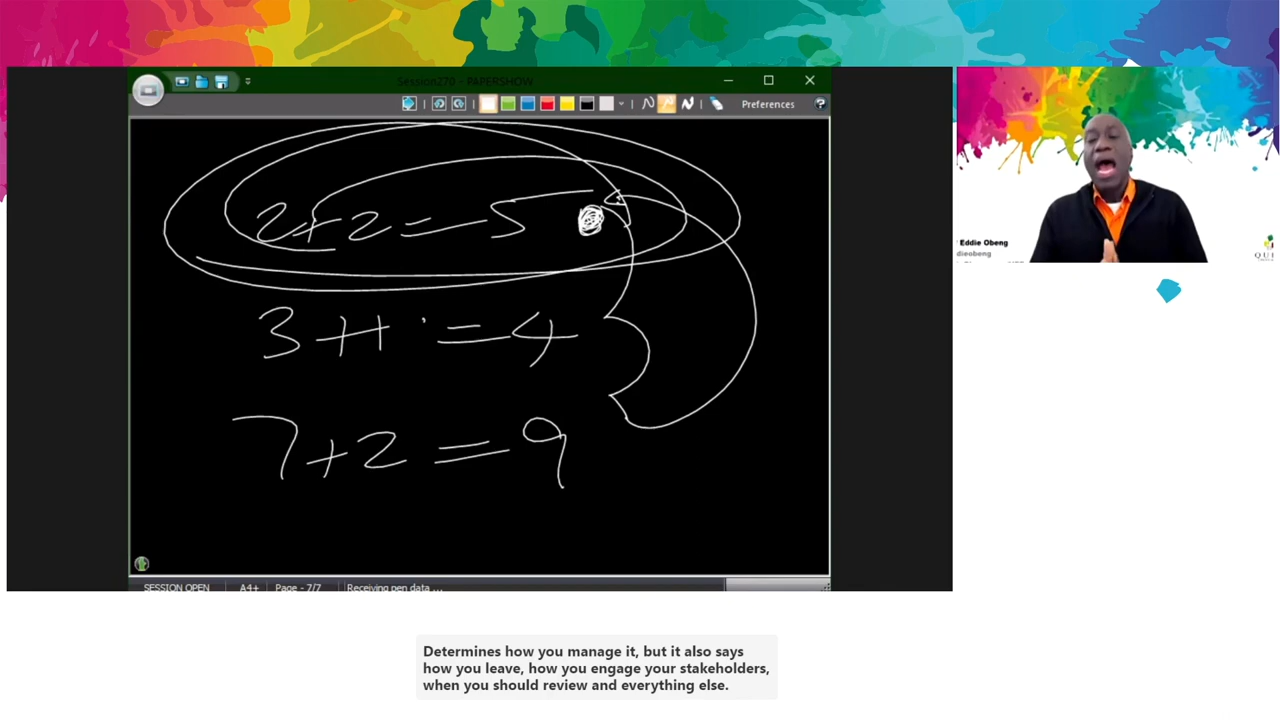 Session270 - PAPERSHOW
Preferences
2+2=5
3+1=4
7+2=9
SESSION OPEN A4+ Page - 7/7 Receiving pen data ...
Eddie Obeng
dieobeng
QUI
Determines how you manage it, but it also says
how you leave, how you engage your stakeholders,
when you should review and everything else.